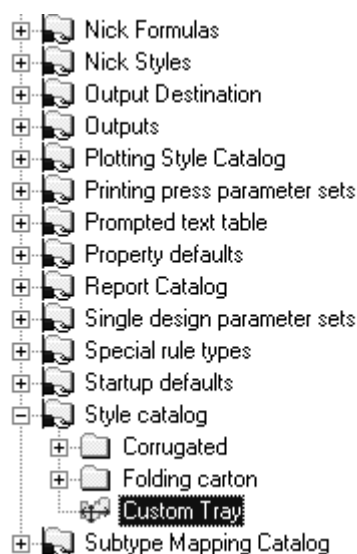 Nick Formulas
Nick Styles
Output Destination
Outputs
Plotting Style Catalog
Printing press parameter sets
Prompted text table
Property defaults
Report Catalog
Single design parameter sets
Special rule types
Startup defaults
Style catalog
Corrugated
Folding carton
Custom Tray
Subtype Mapping Catalog